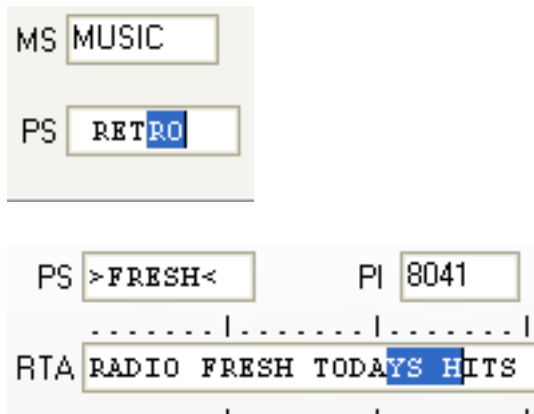 MS MUSIC
PS RETRO
PS >FRESH< PI 8041
. . . . . . . | . . . . . . . | . . . . . . . |
RTA RADIO FRESH TODAYS HITS